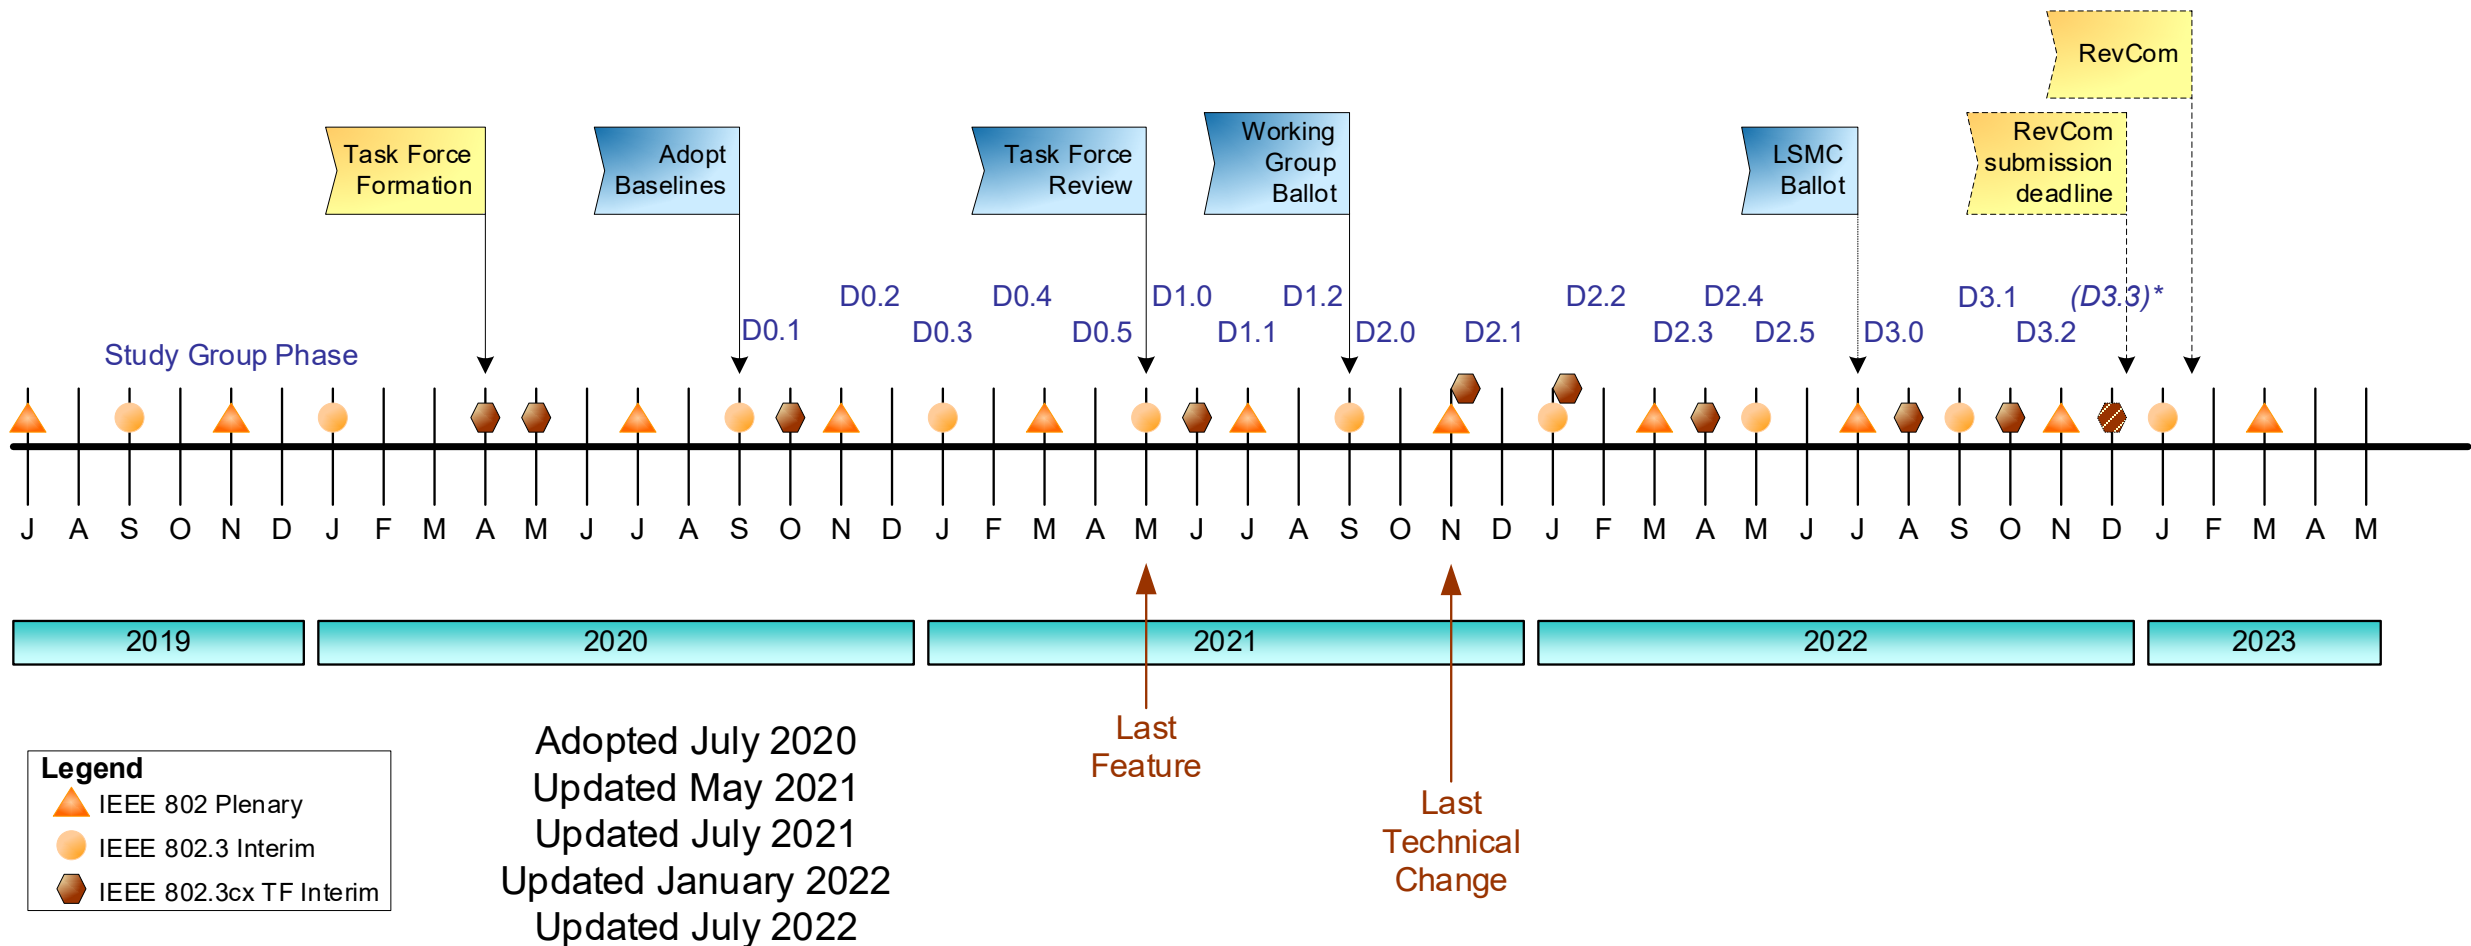 RevCom
Task Force
Formation
Adopt
Baselines
Task Force
Review
Working
Group
Ballot
LSMC
Ballot
RevCom
submission
deadline
D0.2 D0.4 D1.0 D1.2 D2.2 D2.4 D3.1 (D3.3)*
D0.1 D0.3 D0.5 D1.1 D2.0 D2.1 D2.3 D2.5 D3.0 D3.2
Study Group Phase
J A S O N D J F M A M J J A S O N D J F M A M J J A S O N D J F M A M J J A S O N D J F M A M
2019 2020 2021 2022 2023
Last
Feature
Last
Technical
Change
Adopted July 2020
Updated May 2021
Updated July 2021
Updated January 2022
Updated July 2022
Legend
IEEE 802 Plenary
IEEE 802.3 Interim
IEEE 802.3cx TF Interim